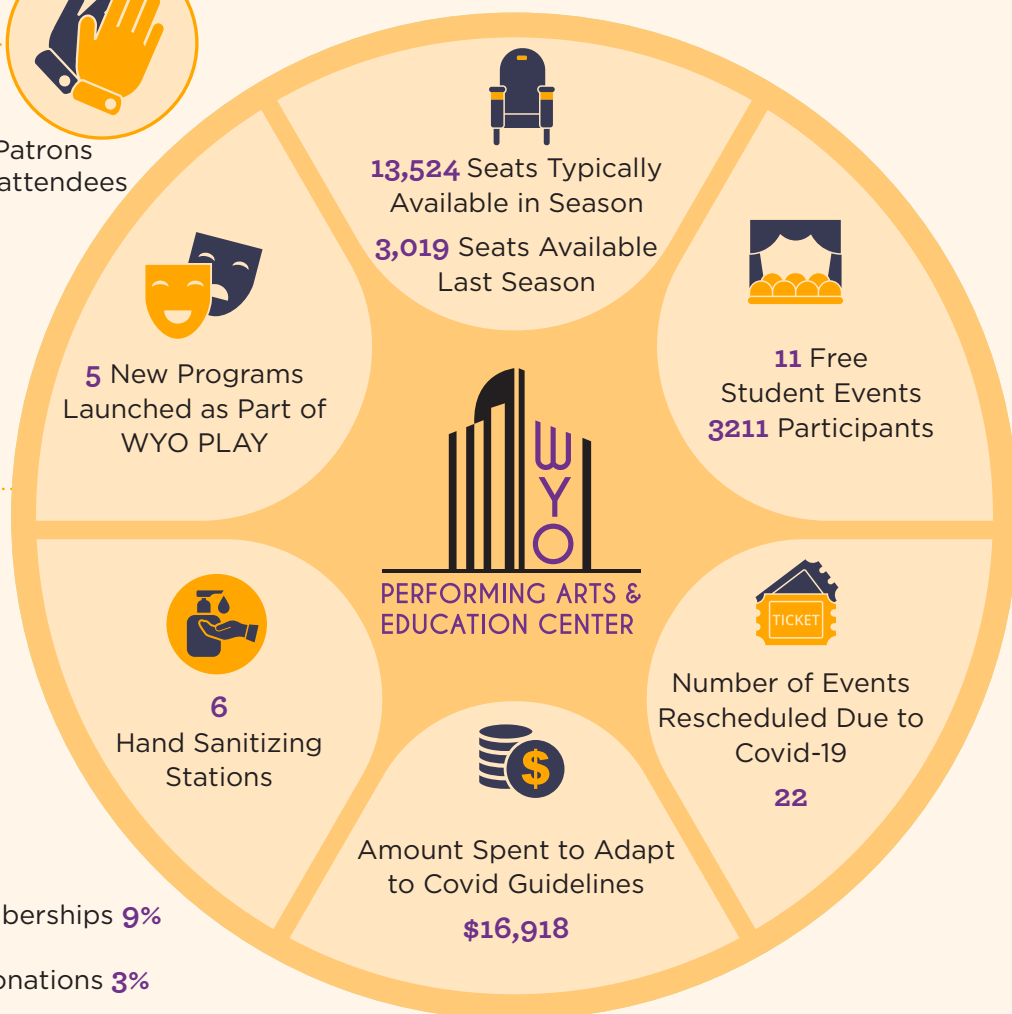 Patrons
attendees
13,524 Seats Typically
Available in Season
3,019 Seats Available
Last Season
5 New Programs
Launched as Part of
WYO PLAY
11 Free
Student Events
3211 Participants
WYO
PERFORMING ARTS &
EDUCATION CENTER
6
Hand Sanitizing
Stations
TICKET
Number of Events
Rescheduled Due to
Covid-19
22
$
Amount Spent to Adapt
to Covid Guidelines
$16,918
berships 9%
onations 3%